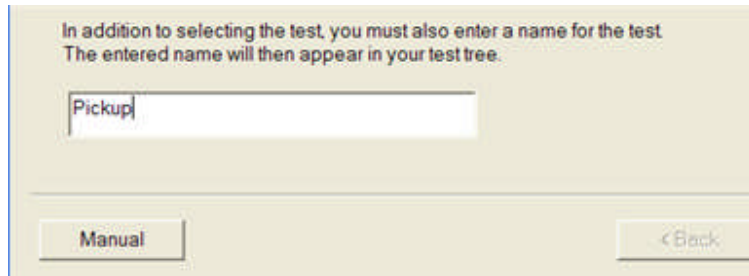 In addition to selecting the test, you must also enter a name for the test.
The entered name will then appear in your test tree.
Pickup
Manual
< Back